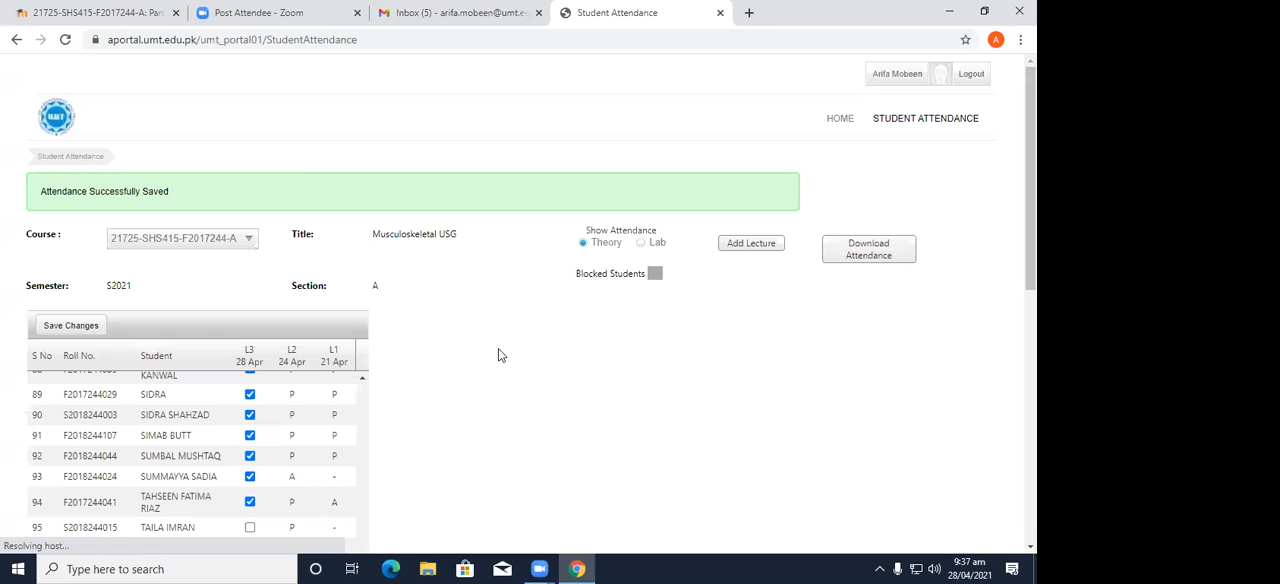 21725-SHS415-F2017244-A: Par
Post Attendee - Zoom
Inbox (5) - arifa.mobeen@umt.e
Student Attendance
aportal.umt.edu.pk/umt_portal01/StudentAttendance
A
Arifa Mobeen Logout
UMT
HOME STUDENT ATTENDANCE
Student Attendance
Attendance Successfully Saved
Course : 21725-SHS415-F2017244-A Title: Musculoskeletal USG
Show Attendance
Theory Lab
Add Lecture
Download
Attendance
Blocked Students
Semester: S2021 Section: A
Save Changes
S No Roll No. Student L3 28 Apr L2 24 Apr L1 21 Apr
KANWAL
89 F2017244029 SIDRA P P
90 S2018244003 SIDRA SHAHZAD P P
91 F2018244107 SIMAB BUTT P P
92 F2018244044 SUMBAL MUSHTAQ P P
93 F2018244024 SUMMAYYA SADIA A -
94 F2017244041 TAHSEEN FATIMA RIAZ P A
95 S2018244015 TAILA IMRAN P -
Resolving host...
Type here to search
9:37 am
28/04/2021